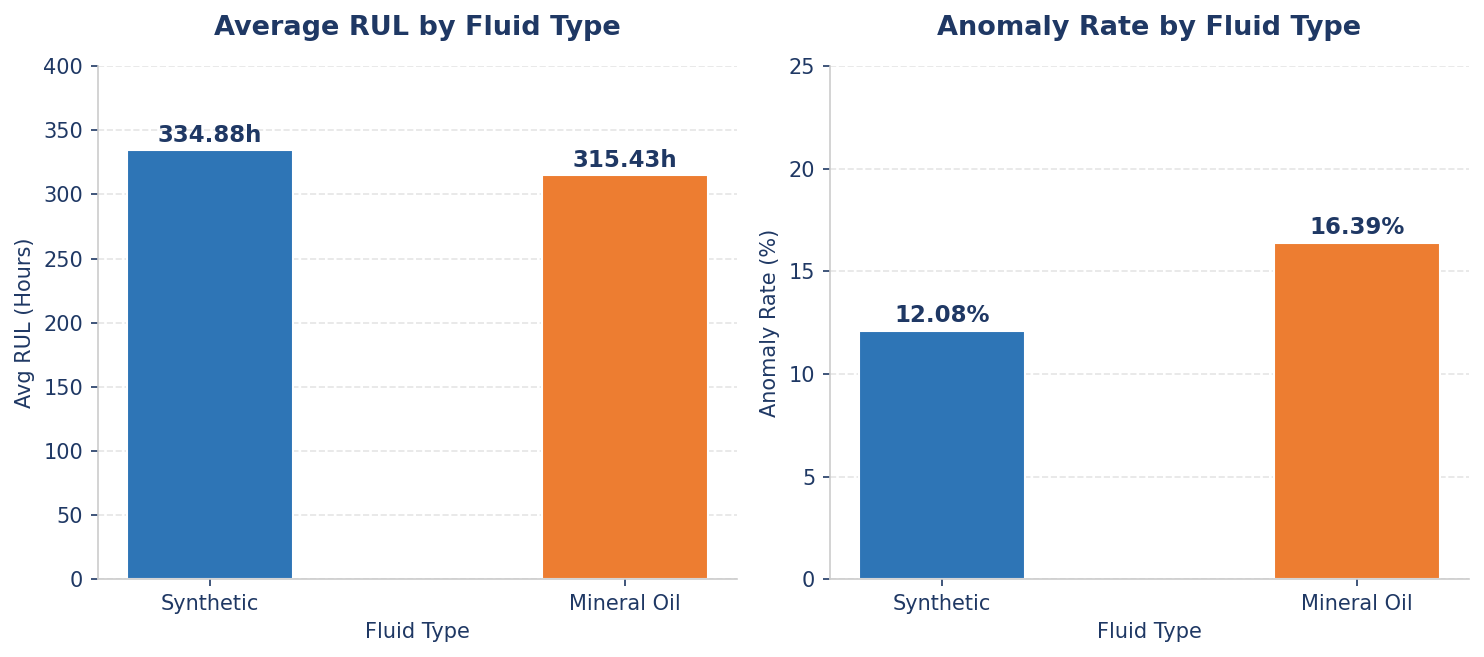 Average RUL by Fluid Type
400
350
300
250
200
150
100
50
0
Avg RUL (Hours)
334.88h
315.43h
Synthetic
Mineral Oil
Fluid Type
Anomaly Rate by Fluid Type
25
20
15
10
5
0
Anomaly Rate (%)
12.08%
16.39%
Synthetic
Mineral Oil
Fluid Type